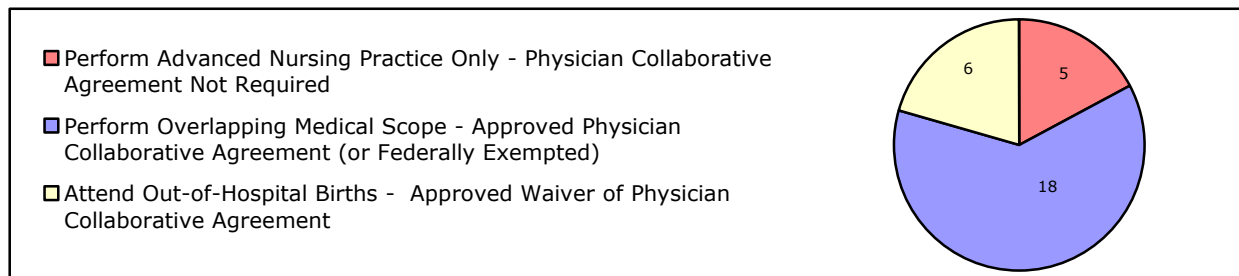 Perform Advanced Nursing Practice Only - Physician Collaborative
Agreement Not Required
Perform Overlapping Medical Scope - Approved Physician
Collaborative Agreement (or Federally Exempted)
Attend Out-of-Hospital Births -  Approved Waiver of Physician
Collaborative Agreement
6
5
18